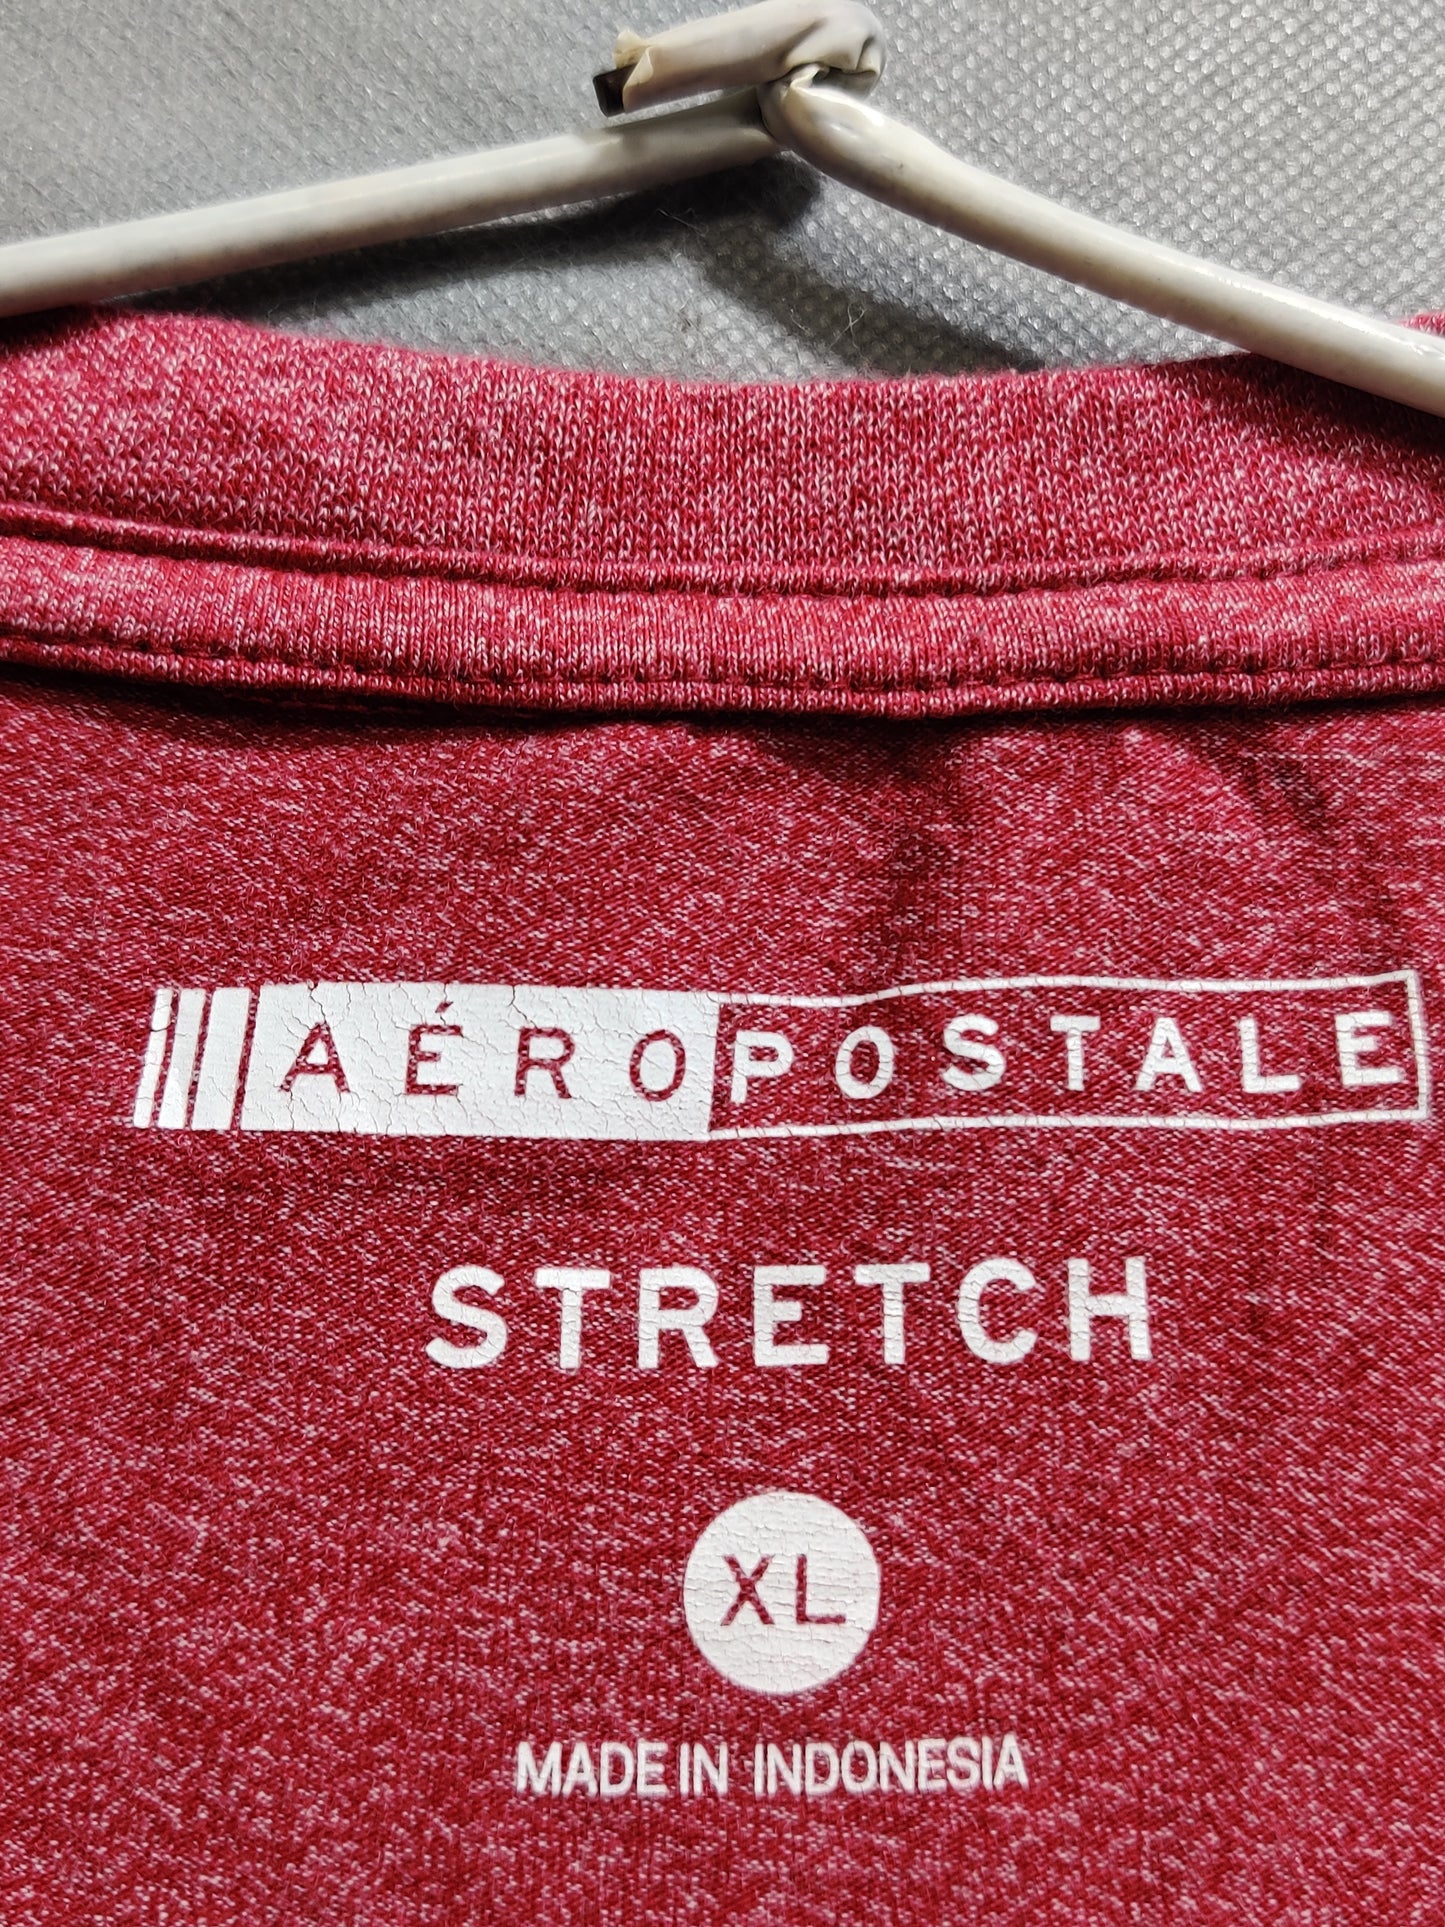 AÉROPOSTALE
STRETCH
XL
MADE IN INDONESIA